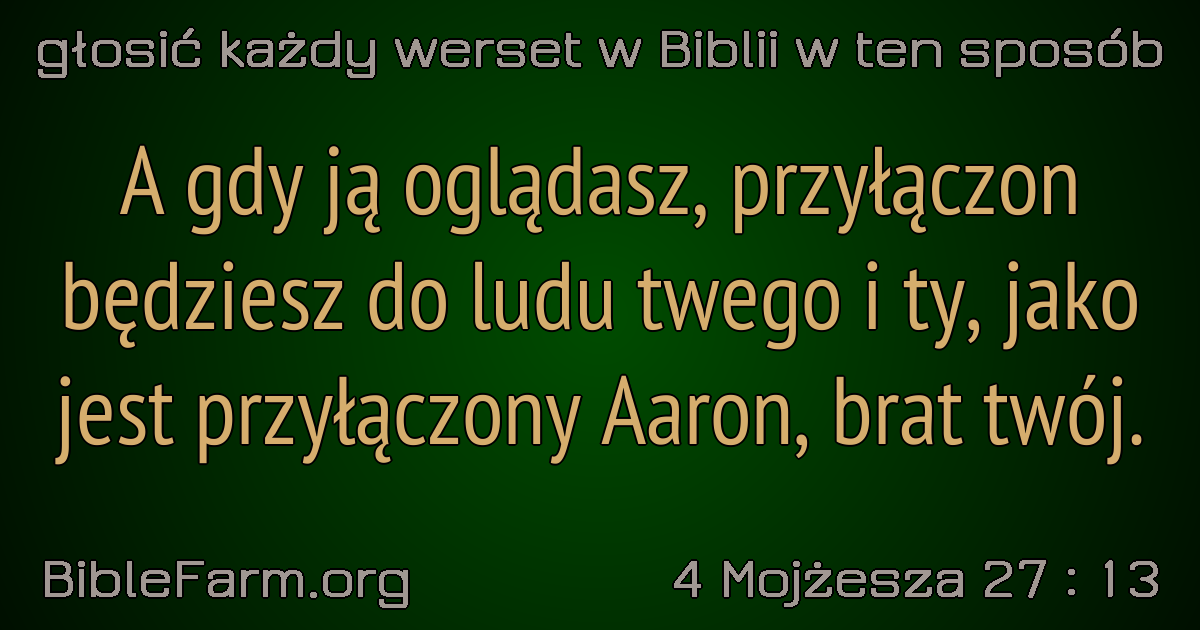 głosić każdy werset w Biblii w ten sposób
A gdy ją oglądasz, przyłączon
będziesz do ludu twego i ty, jako
jest przyłączony Aaron, brat twój.
BibleFarm.org
4 Mojżesza 27 : 13